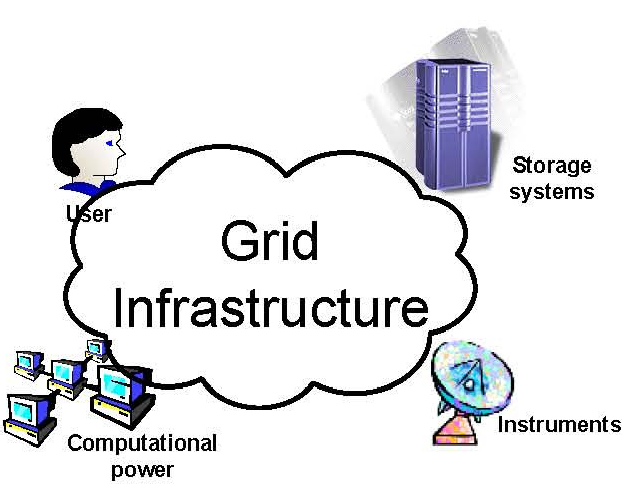 Storage
systems
User
Grid
Infrastructure
Instruments
Computational
power